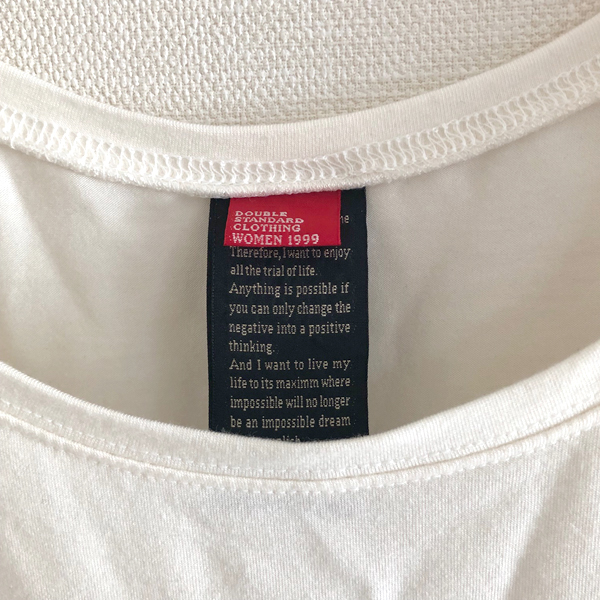 DOUBLE
STANDARD
CLOTHING
WOMEN 1999
Therefore, I want to enjoy
all the trial of life.
Anything is possible if
you can only change the
negative into a positive
thinking.
And I want to live my
life to its maximm where
impossible will no longer
be an impossible dream